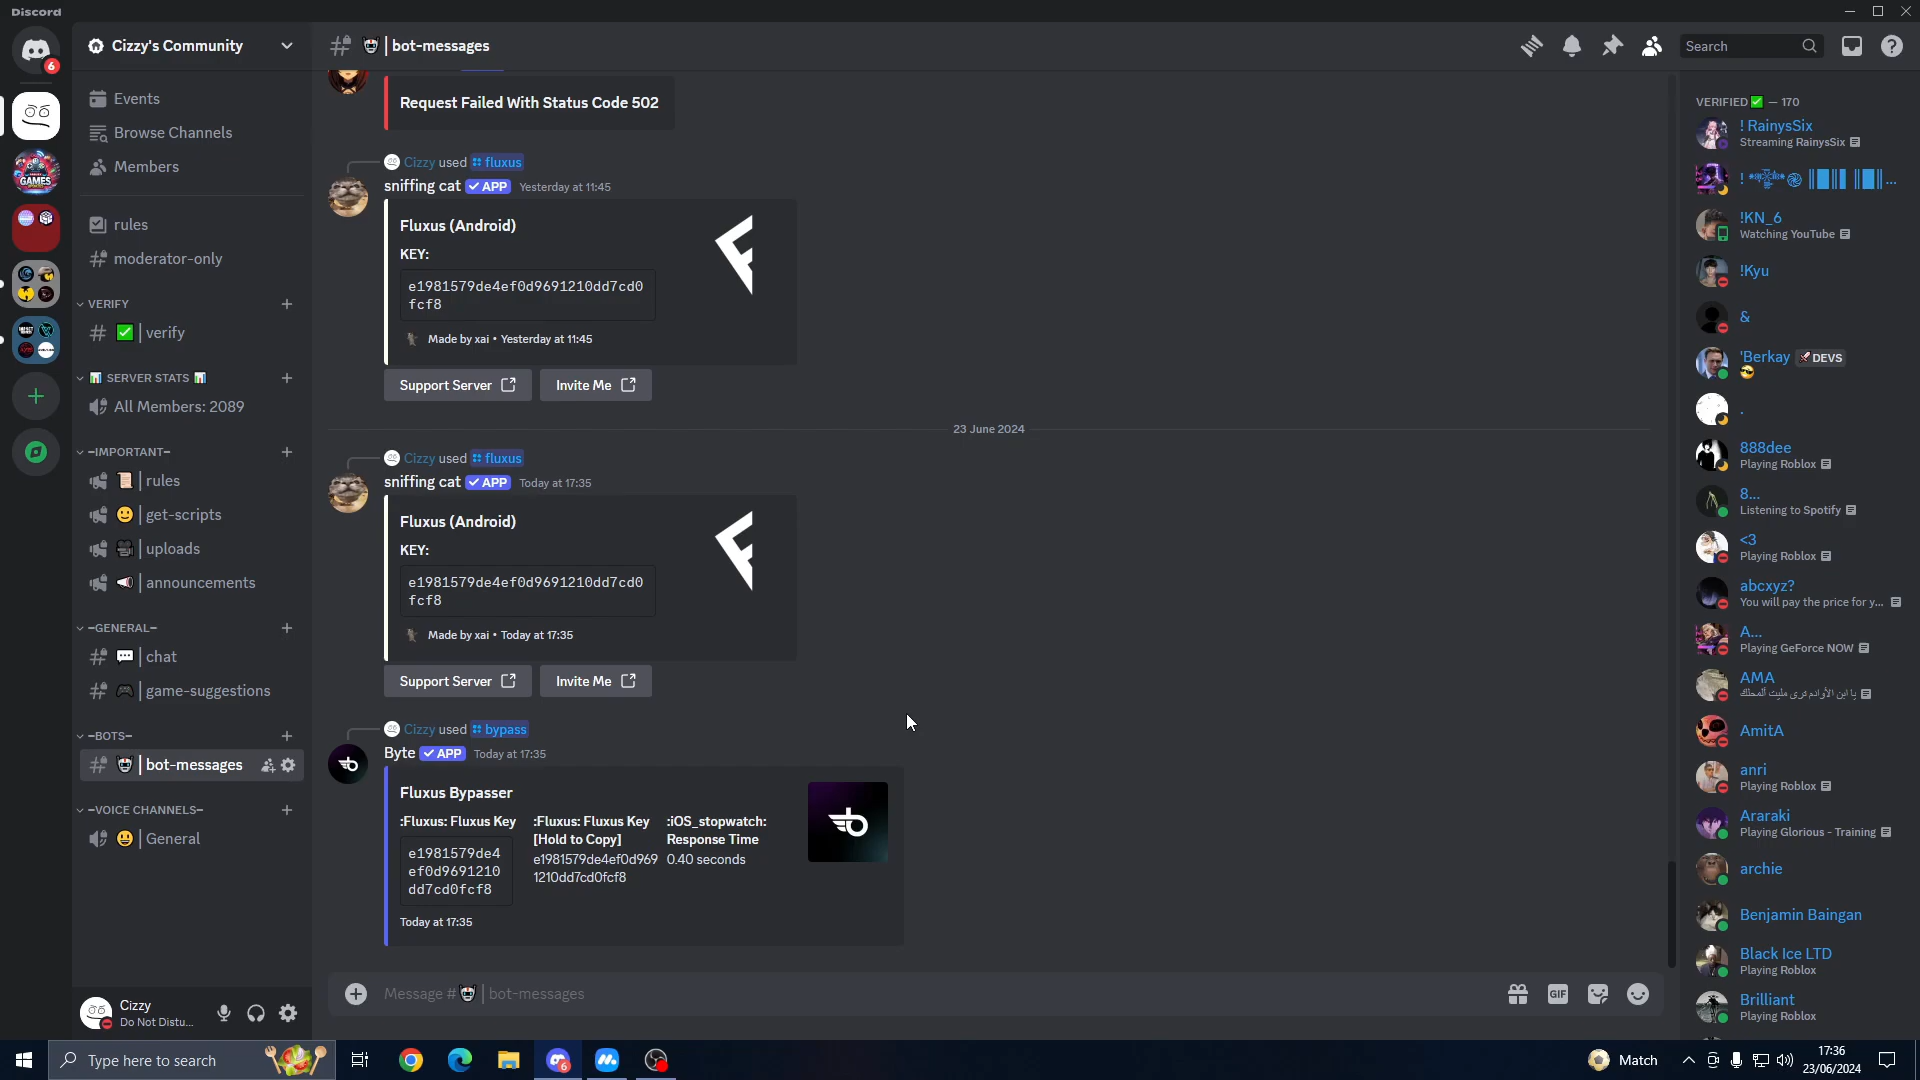 Discord
Cizzy's Community
Events
Browse Channels
Members
rules
moderator-only
VERIFY
verify
SERVER STATS
All Members: 2089
-IMPORTANT-
rules
get-scripts
uploads
announcements
-GENERAL-
chat
game-suggestions
-BOTS-
bot-messages
-VOICE CHANNELS-
General
Cizzy
Do Not Distu...
bot-messages
Search
Request Failed With Status Code 502
Cizzy used fluxus
sniffing cat APP Yesterday at 11:45
Fluxus (Android)
KEY:
e1981579de4ef0d9691210dd7cd0
fcf8
Made by xai • Yesterday at 11:45
Support Server
Invite Me
23 June 2024
Cizzy used fluxus
sniffing cat APP Today at 17:35
Fluxus (Android)
KEY:
e1981579de4ef0d9691210dd7cd0
fcf8
Made by xai • Today at 17:35
Support Server
Invite Me
Cizzy used bypass
Byte APP Today at 17:35
Fluxus Bypasser
:Fluxus: Fluxus Key
e1981579de4
ef0d9691210
dd7cd0fcf8
:Fluxus: Fluxus Key
[Hold to Copy]
e1981579de4ef0d969
1210dd7cd0fcf8
:iOS_stopwatch:
Response Time
0.40 seconds
Today at 17:35
Message # bot-messages
GIF
VERIFIED — 170
! RainysSix
Streaming RainysSix
!KN_6
Watching YouTube
!Kyu
&
'Berkay DEVS
.
888dee
Playing Roblox
8...
Listening to Spotify
<3
Playing Roblox
abcxyz?
You will pay the price for y...
A...
Playing GeForce NOW
AMA
AmitA
anri
Playing Roblox
Araraki
Playing Glorious - Training
archie
Benjamin Baingan
Black Ice LTD
Playing Roblox
Brilliant
Playing Roblox
6
GAMES
Type here to search
6
Match
17:36
23/06/2024